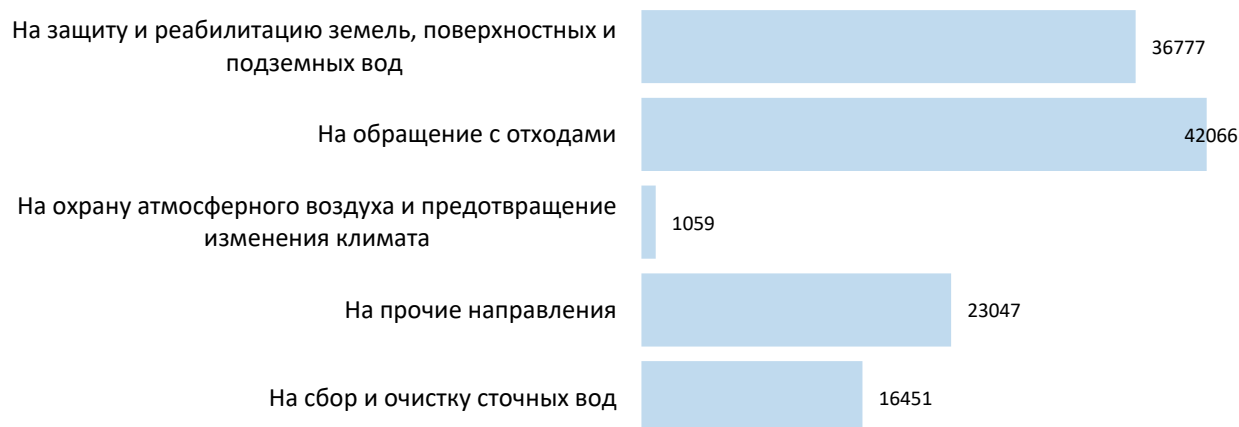 На защиту и реабилитацию земель, поверхностных и
подземных вод
36777
На обращение с отходами
42066
На охрану атмосферного воздуха и предотвращение
изменения климата
1059
На прочие направления
23047
На сбор и очистку сточных вод
16451